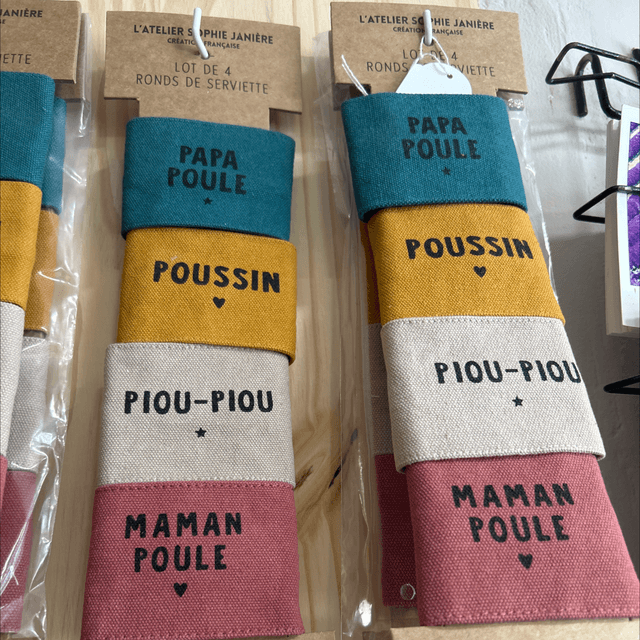 L'ATELIER SOPHIE JANIÈRE
CRÉATION FRANÇAISE
LOT DE 4
RONDS DE SERVIETTE
PAPA
POULE
POUSSIN
PIOU-PIOU
MAMAN
POULE
L'ATELIER SOPHIE JANIÈRE
CRÉATION FRANÇAISE
LOT DE 4
RONDS DE SERVIETTE
PAPA
POULE
POUSSIN
PIOU-PIOU
MAMAN
POULE